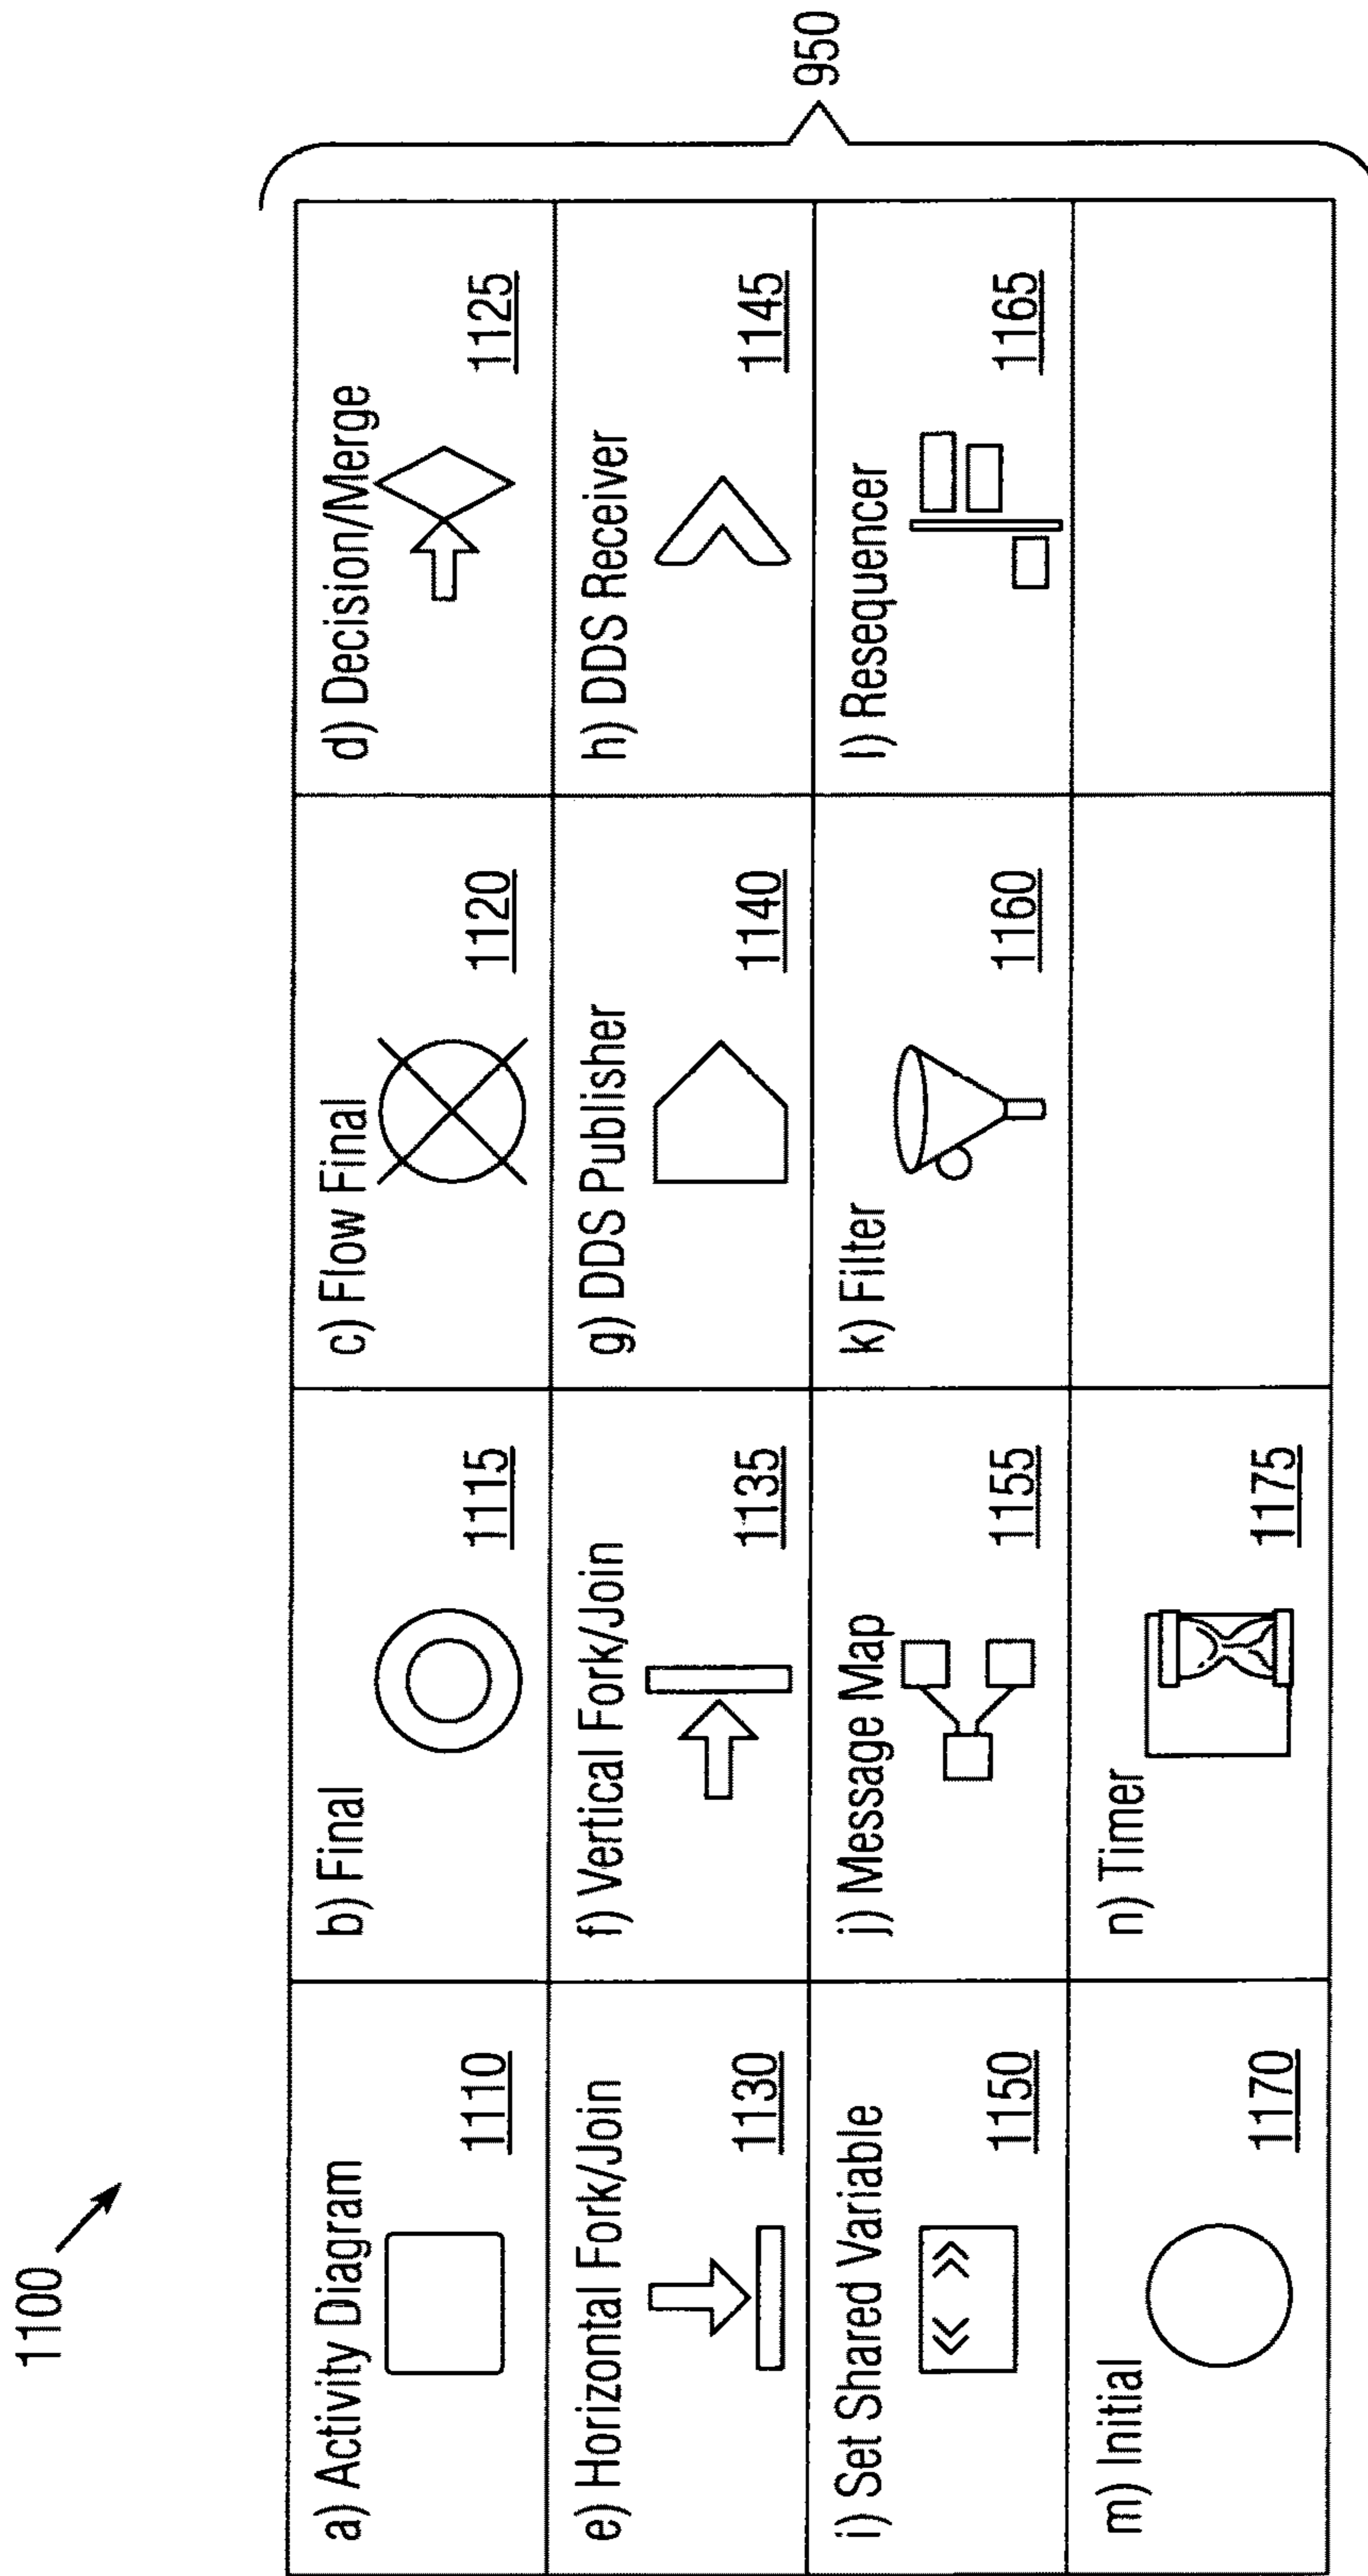 1100
a) Activity Diagram
1110
b) Final
1115
c) Flow Final
1120
d) Decision/Merge
1125
e) Horizontal Fork/Join
1130
f) Vertical Fork/Join
1135
g) DDS Publisher
1140
h) DDS Receiver
1145
i) Set Shared Variable
1150
j) Message Map
1155
k) Filter
1160
l) Resequencer
1165
m) Initial
1170
n) Timer
1175
950